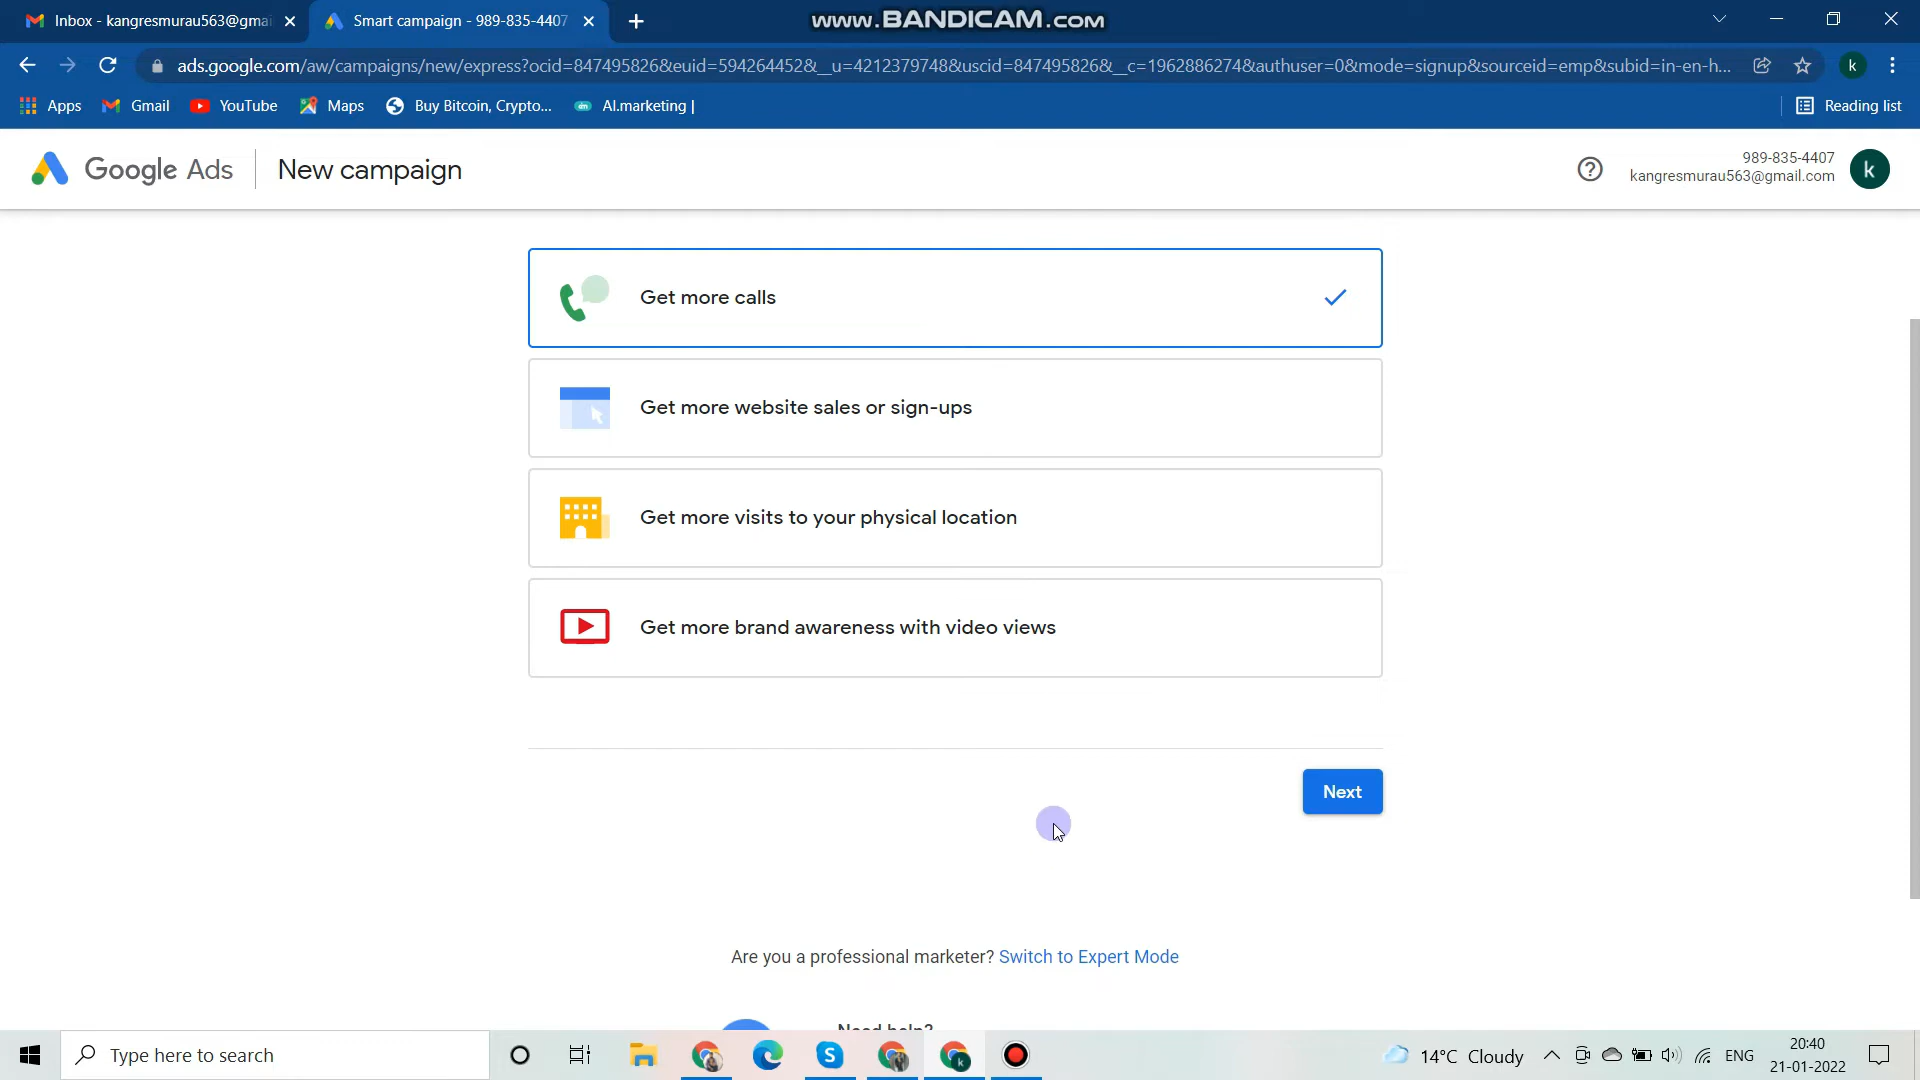 Inbox - kangresmurau563@gmai
Smart campaign - 989-835-4407
www.BANDICAM.com
ads.google.com/aw/campaigns/new/express?ocid=847495826&euid=594264452&__u=4212379748&uscid=847495826&__c=1962886274&authuser=0&mode=signup&sourceid=emp&subid=in-en-h...
k
Apps
Gmail
YouTube
Maps
Buy Bitcoin, Crypto...
AI.marketing |
Reading list
Google Ads
New campaign
989-835-4407
kangresmurau563@gmail.com
k
Get more calls
Get more website sales or sign-ups
Get more visits to your physical location
Get more brand awareness with video views
Next
Are you a professional marketer? Switch to Expert Mode
Need help?
Type here to search
14°C Cloudy
ENG
20:40
21-01-2022